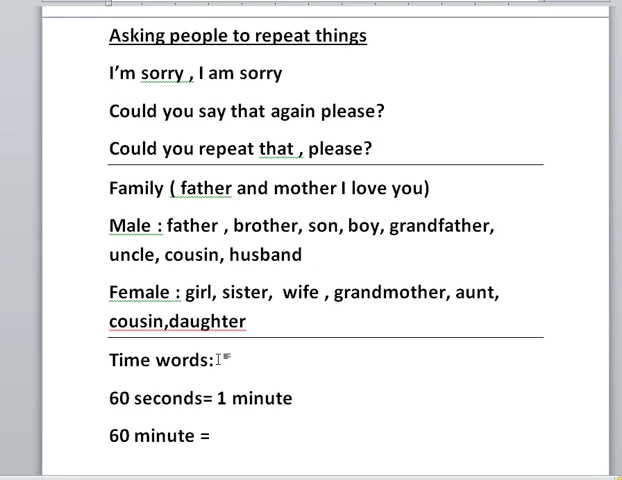 Asking people to repeat things
I'm sorry , I am sorry
Could you say that again please?
Could you repeat that , please?
Family ( father and mother I love you)
Male : father , brother, son, boy, grandfather,
uncle, cousin, husband
Female : girl, sister,  wife , grandmother, aunt,
cousin,daughter
Time words:
60 seconds= 1 minute
60 minute =